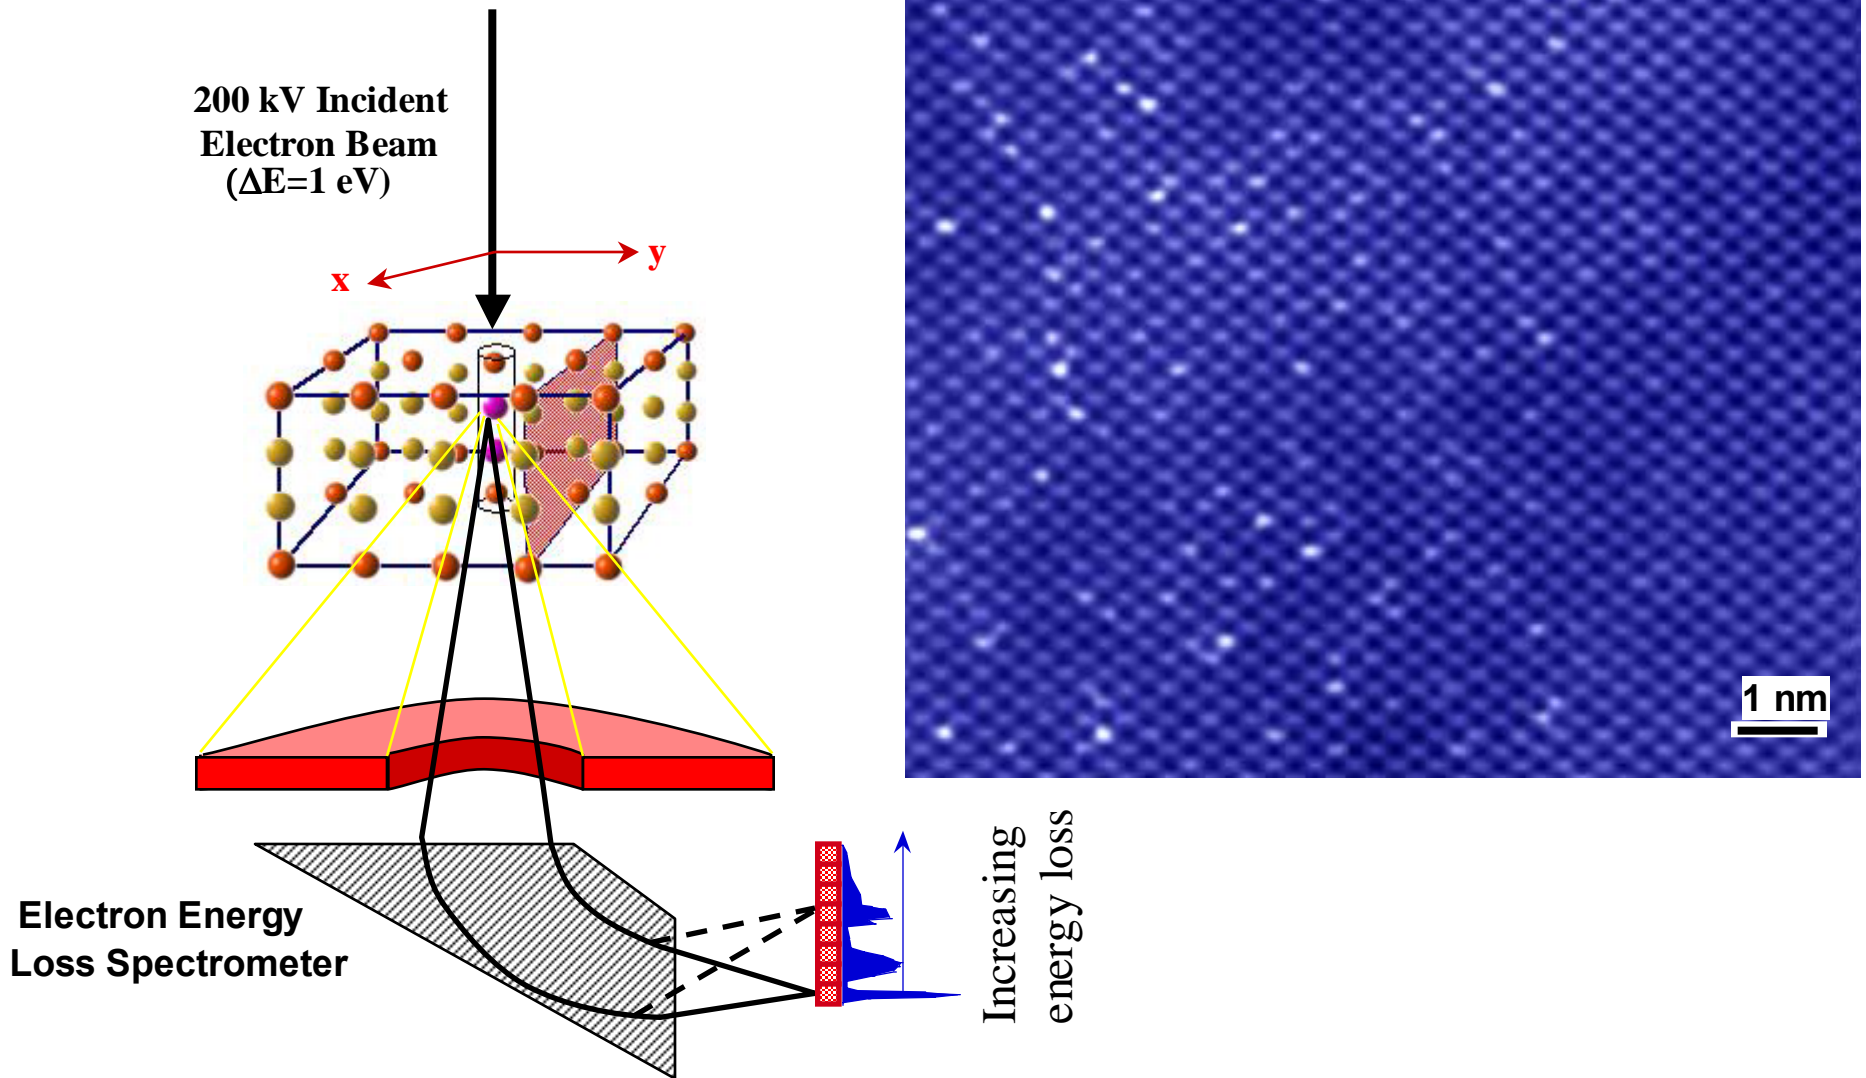 200 kV Incident
Electron Beam
(ΔE=1 eV)
x
y
1 nm
Electron Energy
Loss Spectrometer
Increasing
energy loss